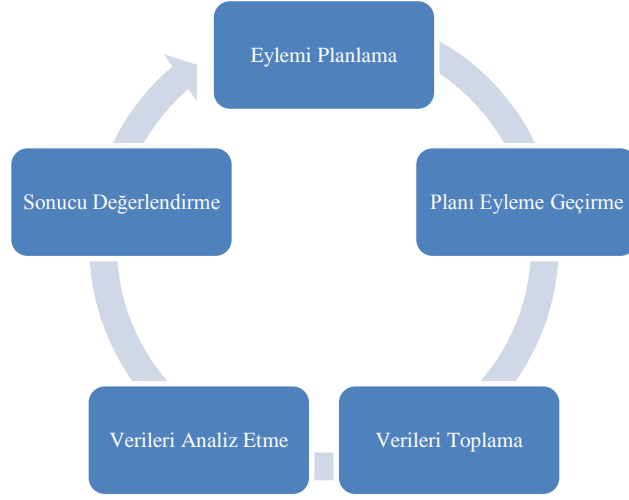 Eylemi Planlama
Planı Eyleme Geçirme
Verileri Toplama
Verileri Analiz Etme
Sonucu Değerlendirme